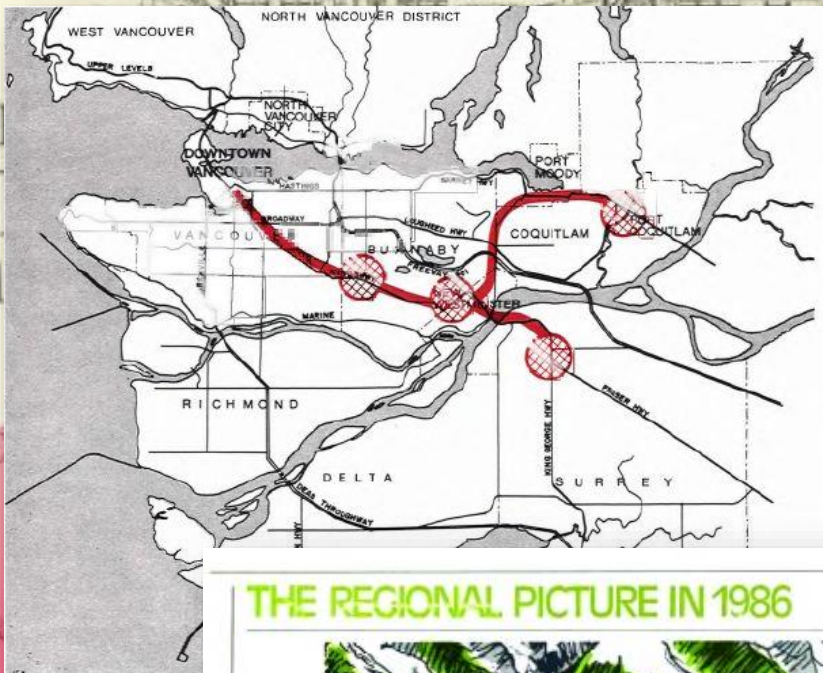 NORTH VANCOUVER DISTRICT
WEST VANCOUVER
UPPER LEVELS
NORTH
VANCOUVER
CITY
DOWNTOWN
VANCOUVER
PORT
MOODY
HASTINGS
BROADWAY
LOUGHEED HWY
COQUITLAM
PORT
COQUITLAM
VANCOUVER
BURNABY
FREEWAY
MARINE
RICHMOND
KING GEORGE HWY
FRASER HWY
DELTA
SURREY
DEAS THROUGHWAY
HWY
THE REGIONAL PICTURE IN 1986